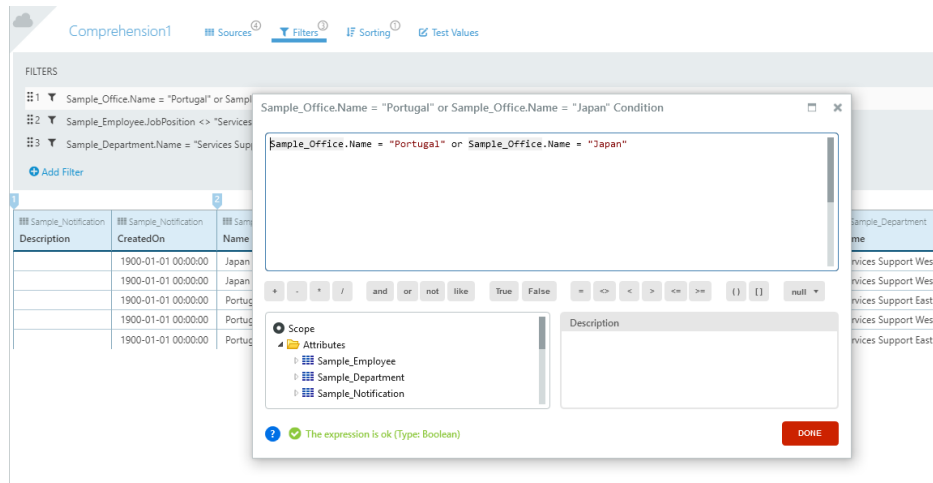 Comprehension1 Sources 4 Filters 3 Sorting 1 Test Values
FILTERS
1 Sample_Office.Name = "Portugal" or Sampl
2 Sample_Employee.JobPosition <> "Services
3 Sample_Department.Name = "Services Supp
Add Filter
Sample_Office.Name = "Portugal" or Sample_Office.Name = "Japan" Condition
Sample_Office.Name = "Portugal" or Sample_Office.Name = "Japan"
+ - * / and or not like True False = <> < > <= >= ( ) [ ] null
Scope
Attributes
Sample_Employee
Sample_Department
Sample_Notification
Description
? The expression is ok (Type: Boolean)
DONE
1 2
Sample_Notification Sample_Notification Sam Sample_Department
Description CreatedOn Name me
1900-01-01 00:00:00 Japan rvices Support Wes
1900-01-01 00:00:00 Japan rvices Support Wes
1900-01-01 00:00:00 Portug rvices Support East
1900-01-01 00:00:00 Portug rvices Support Wes
1900-01-01 00:00:00 Portug rvices Support East